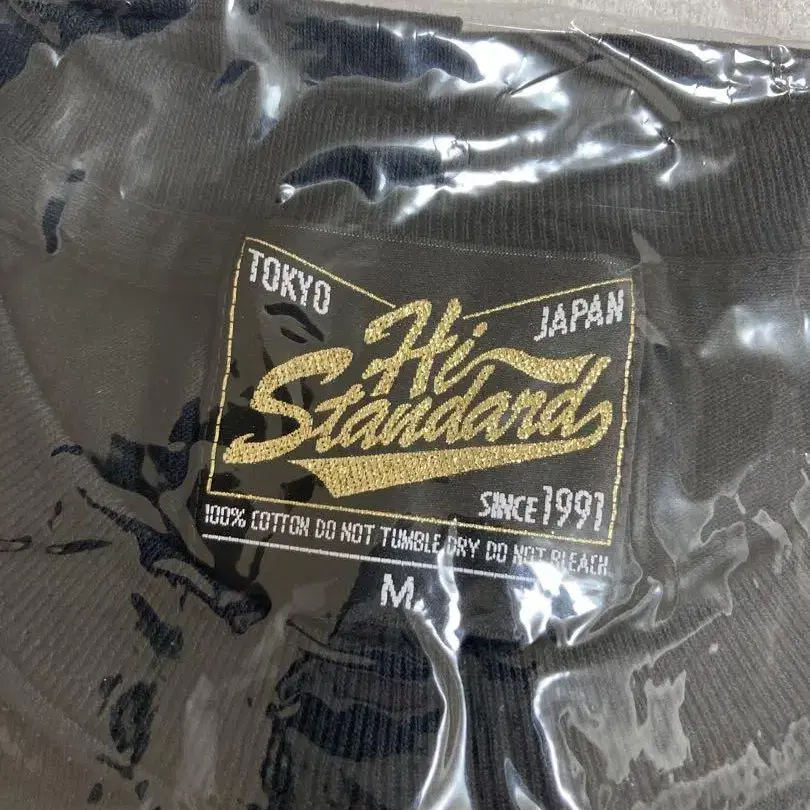 TOKYO
JAPAN
Hi
Standard
SINCE 1991
100% COTTON DO NOT TUMBLE DRY DO NOT BLEACH
M